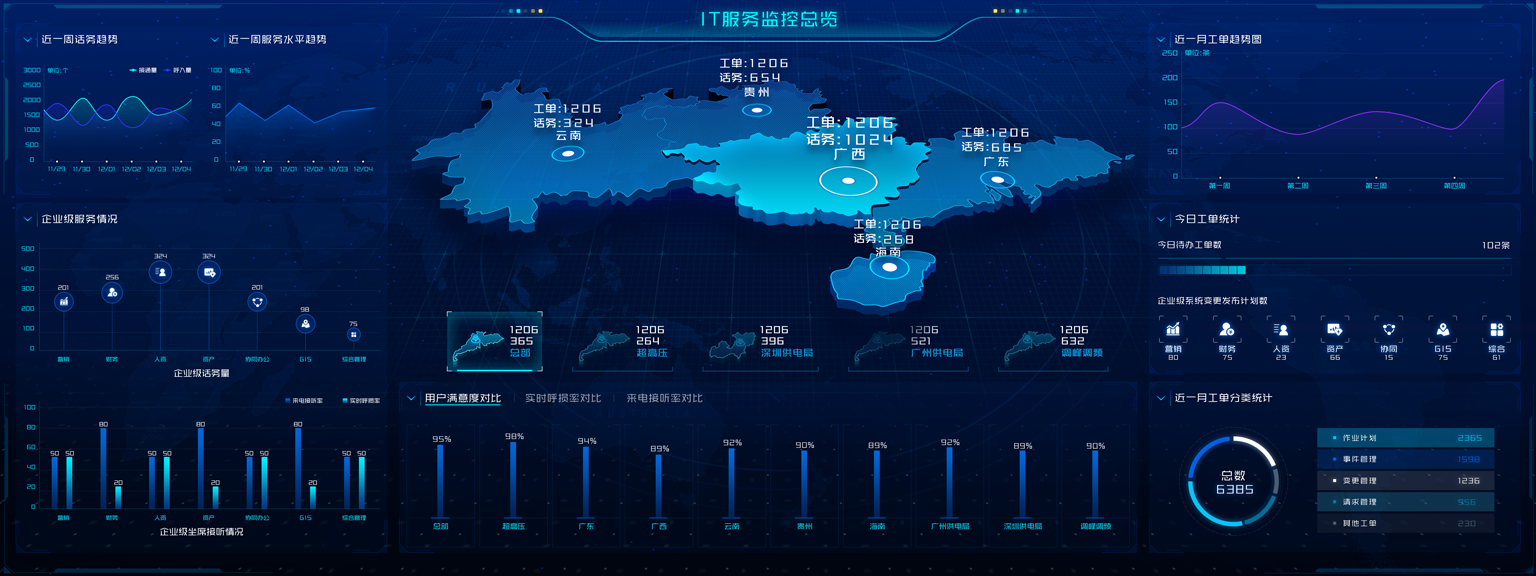 IT服务监控总览
近一周话务趋势
单位:个
接通量
呼入量
3000
2500
2000
1500
1000
500
0
11/29 11/30 12/01 12/02 12/03 12/04
近一周服务水平趋势
单位:%
100
80
60
40
20
0
11/29 11/30 12/01 12/02 12/03 12/04
企业级服务情况
500
400
300
200
100
0
201 256 324 324 201 98 75
营销 财务 人资 资产 协同办公 GIS 综合管理
企业级话务量
来电接听率
实时呼损率
100
80
60
40
20
0
50 50 80 20 50 50 80 20 50 50 80 20 50 50
营销 财务 人资 资产 协同办公 GIS 综合管理
企业级坐席接听情况
工单:1206
话务:324
云南
工单:1206
话务:654
贵州
工单:1206
话务:1024
广西
工单:1206
话务:685
广东
工单:1206
话务:268
海南
1206
365
总部
1206
264
超高压
1206
396
深圳供电局
1206
521
广州供电局
1206
632
调峰调频
用户满意度对比
实时呼损率对比
来电接听率对比
95% 98% 94% 89% 92% 90% 89% 92% 89% 90%
总部 超高压 广东 广西 云南 贵州 海南 广州供电局 深圳供电局 调峰调频
近一月工单趋势图
单位:条
250
200
150
100
50
0
第一周 第二周 第三周 第四周
今日工单统计
今日待办工单数
102条
企业级系统变更发布计划数
营销 财务 人资 资产 协同 GIS 综合
80 75 23 66 15 75 61
近一月工单分类统计
总数
6385
作业计划 2365
事件管理 1598
变更管理 1236
请求管理 956
其他工单 230